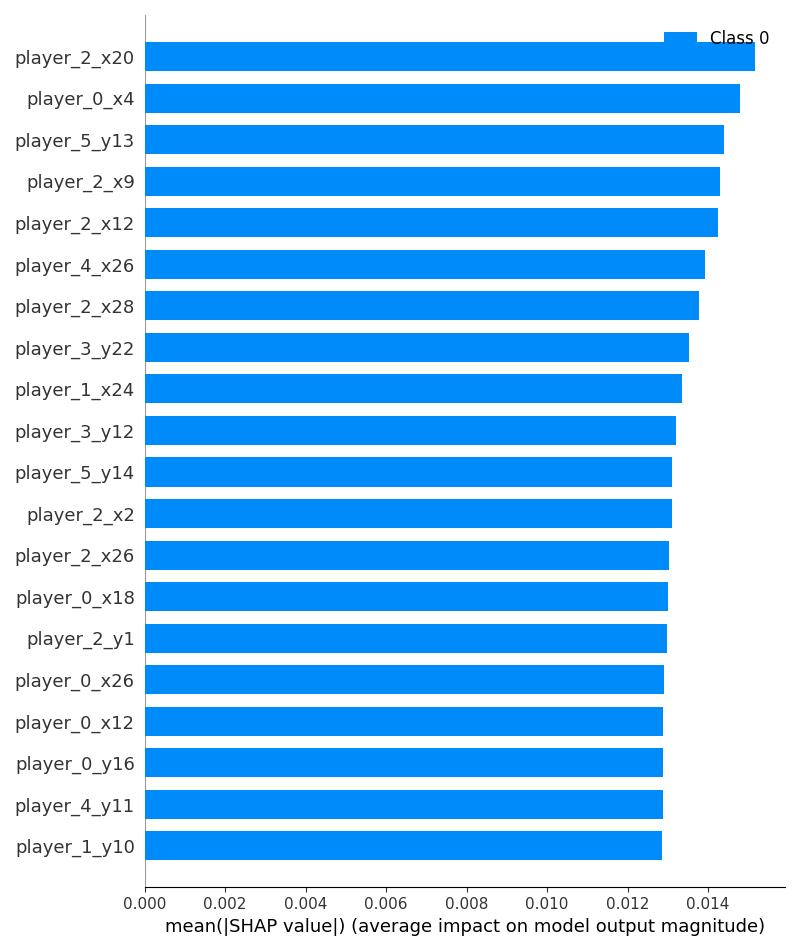 Class 0
player_2_x20
player_0_x4
player_5_y13
player_2_x9
player_2_x12
player_4_x26
player_2_x28
player_3_y22
player_1_x24
player_3_y12
player_5_y14
player_2_x2
player_2_x26
player_0_x18
player_2_y1
player_0_x26
player_0_x12
player_0_y16
player_4_y11
player_1_y10
0.000 0.002 0.004 0.006 0.008 0.010 0.012 0.014
mean(|SHAP value|) (average impact on model output magnitude)